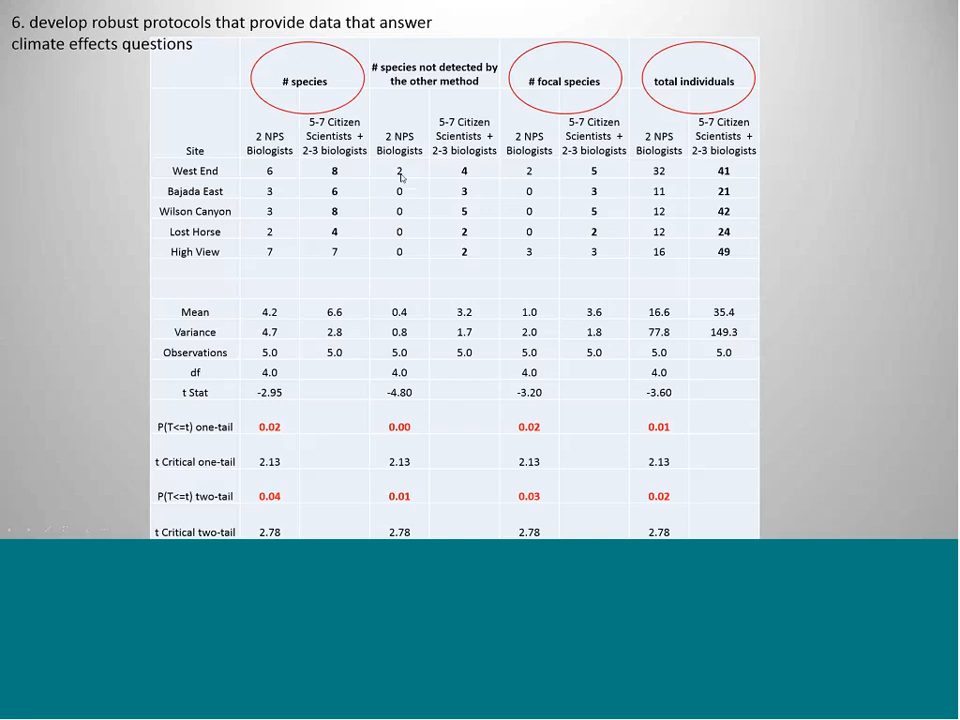 6. develop robust protocols that provide data that answer
climate effects questions
# species # species not detected by the other method # focal species total individuals
Site 2 NPS Biologists 5-7 Citizen Scientists + 2-3 biologists 2 NPS Biologists 5-7 Citizen Scientists + 2-3 biologists 2 NPS Biologists 5-7 Citizen Scientists + 2-3 biologists 2 NPS Biologists 5-7 Citizen Scientists + 2-3 biologists
West End 6 8 2 4 2 5 32 41
Bajada East 3 6 0 3 0 3 11 21
Wilson Canyon 3 8 0 5 0 5 12 42
Lost Horse 2 4 0 2 0 2 12 24
High View 7 7 0 2 3 3 16 49
Mean 4.2 6.6 0.4 3.2 1.0 3.6 16.6 35.4
Variance 4.7 2.8 0.8 1.7 2.0 1.8 77.8 149.3
Observations 5.0 5.0 5.0 5.0 5.0 5.0 5.0 5.0
df 4.0 4.0 4.0 4.0
t Stat -2.95 -4.80 -3.20 -3.60
P(T<=t) one-tail 0.02 0.00 0.02 0.01
t Critical one-tail 2.13 2.13 2.13 2.13
P(T<=t) two-tail 0.04 0.01 0.03 0.02
t Critical two-tail 2.78 2.78 2.78 2.78